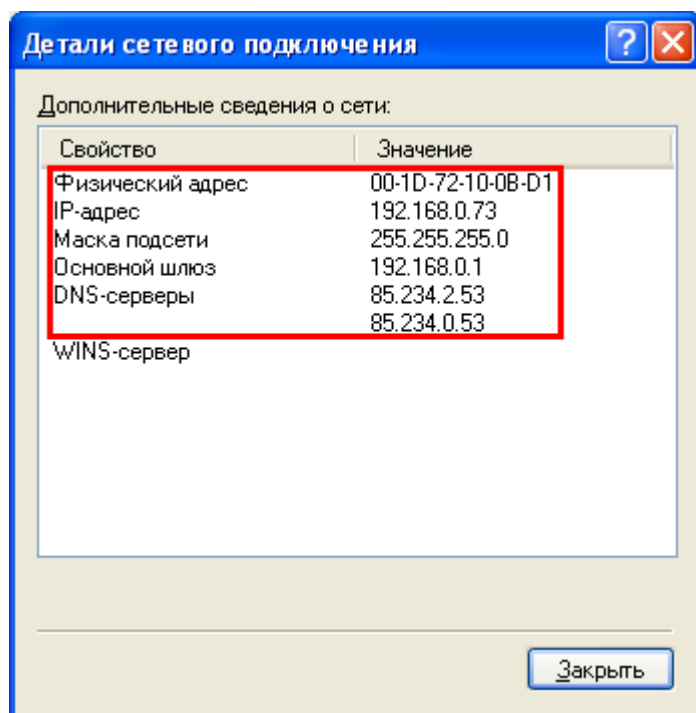 Детали сетевого подключения
Дополнительные сведения о сети:
Свойство Значение
Физический адрес 00-1D-72-10-0B-D1
IP-адрес 192.168.0.73
Маска подсети 255.255.255.0
Основной шлюз 192.168.0.1
DNS-серверы 85.234.2.53
85.234.0.53
WINS-сервер
Закрыть